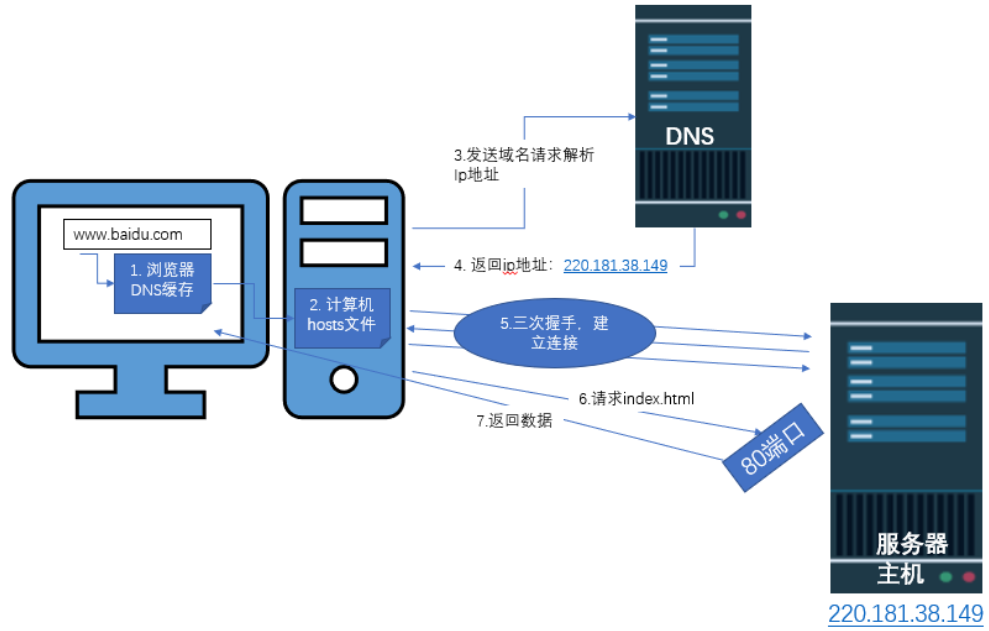 DNS
3.发送域名请求解析
Ip地址
www.baidu.com
1. 浏览器
DNS缓存
4. 返回ip地址：220.181.38.149
2. 计算机
hosts文件
5.三次握手，建
立连接
6.请求index.html
7.返回数据
80端口
服务器
主机
220.181.38.149